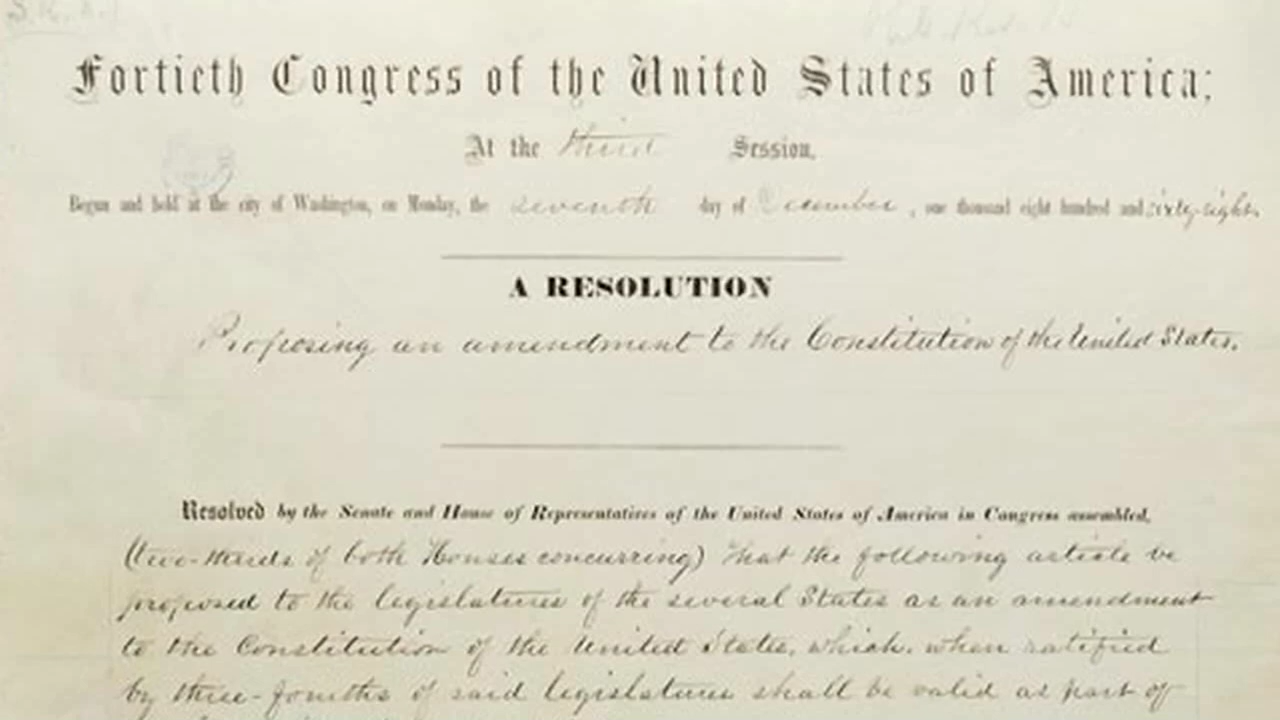 Fortieth Congress of the United States of America;
At the third Session,
Begun and held at the city of Washington, on Monday, the seventh day of December, one thousand eight hundred and sixty-eight.
A RESOLUTION
Proposing an amendment to the Constitution of the United States.
Resolved by the Senate and House of Representatives of the United States of America in Congress assembled,
(two-thirds of both Houses concurring) That the following article be
proposed to the legislatures of the several States as an amendment
to the Constitution of the United States, which, when ratified
by three-fourths of said legislatures shall be valid as part of